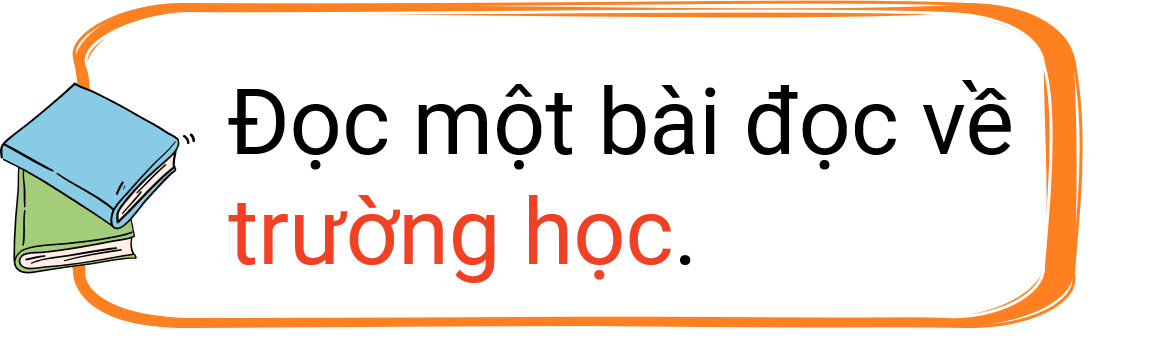 Đọc một bài đọc về
trường học.